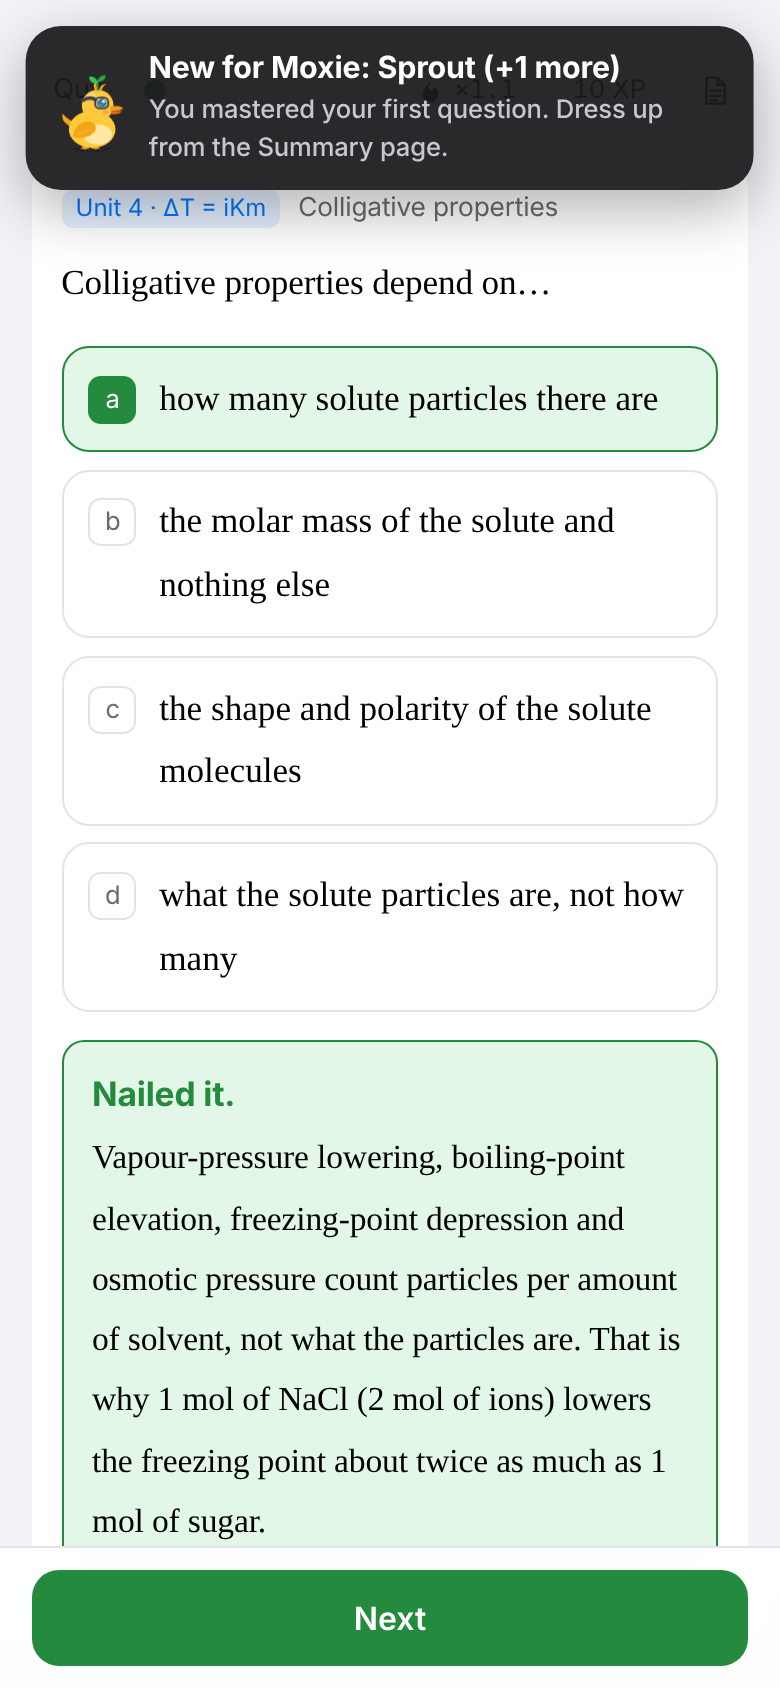 New for Moxie: Sprout (+1 more)
You mastered your first question. Dress up
from the Summary page.
×1.1
10 XP
Unit 4 · ΔT = iKm
Colligative properties
Colligative properties depend on…
a how many solute particles there are
b the molar mass of the solute and
nothing else
c the shape and polarity of the solute
molecules
d what the solute particles are, not how
many
Nailed it.
Vapour-pressure lowering, boiling-point
elevation, freezing-point depression and
osmotic pressure count particles per amount
of solvent, not what the particles are. That is
why 1 mol of NaCl (2 mol of ions) lowers
the freezing point about twice as much as 1
mol of sugar.
Next